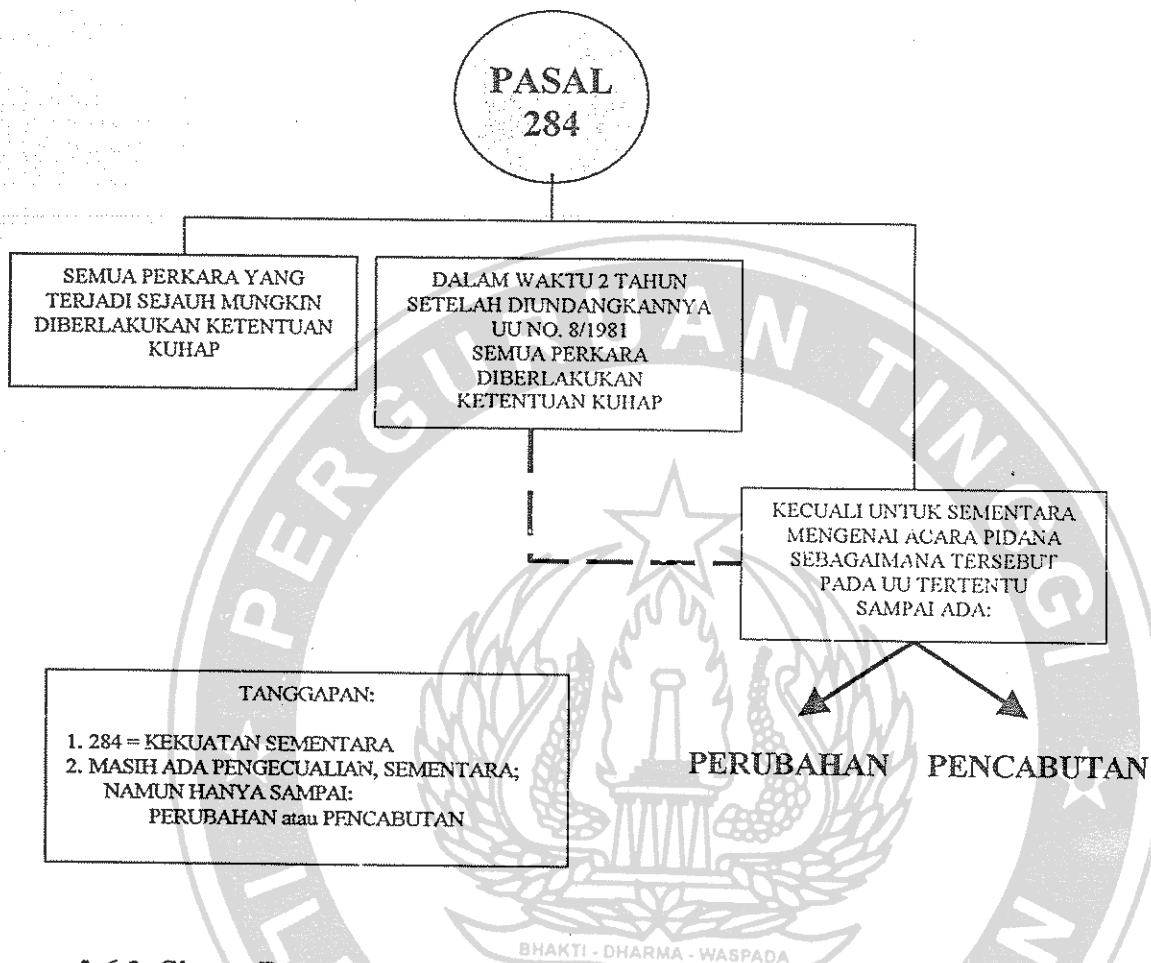 PASAL
284
SEMUA PERKARA YANG
TERJADI SEJAUH MUNGKIN
DIBERLAKUKAN KETENTUAN
KUHAP
DALAM WAKTU 2 TAHUN
SETELAH DIUNDANGKANNYA
UU NO. 8/1981
SEMUA PERKARA
DIBERLAKUKAN
KETENTUAN KUHAP
KECUALI UNTUK SEMENTARA
MENGENAI ACARA PIDANA
SEBAGAIMANA TERSEBUT
PADA UU TERTENTU
SAMPAI ADA:
PERUBAHAN PENCABUTAN
TANGGAPAN:
1. 284 = KEKUATAN SEMENTARA
2. MASIH ADA PENGECUALIAN, SEMENTARA;
NAMUN HANYA SAMPAI:
PERUBAHAN atau PENCABUTAN
PERGURUAN TINGGI
BHAKTI - DHARMA - WASPADA